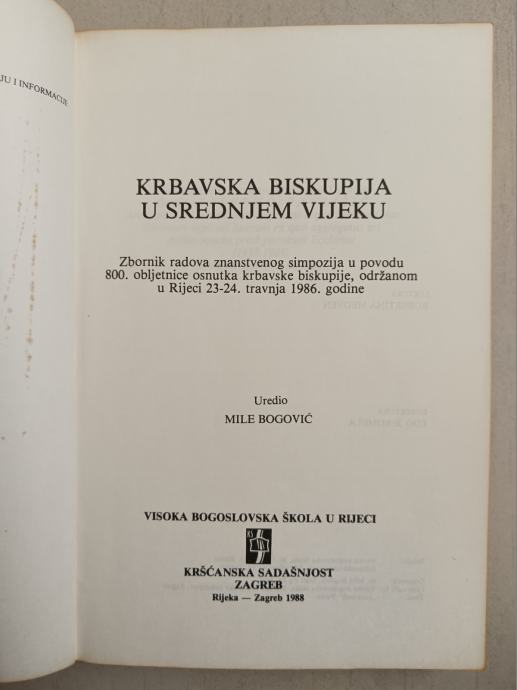 JU I INFORMACIJE
KRBAVSKA BISKUPIJA
U SREDNJEM VIJEKU
Zbornik radova znanstvenog simpozija u povodu
800. obljetnice osnutka krbavske biskupije, održanom
u Rijeci 23-24. travnja 1986. godine
Uredio
MILE BOGOVIĆ
VISOKA BOGOSLOVSKA ŠKOLA U RIJECI
KS
KRŠĆANSKA SADAŠNJOST
ZAGREB
Rijeka — Zagreb 1988